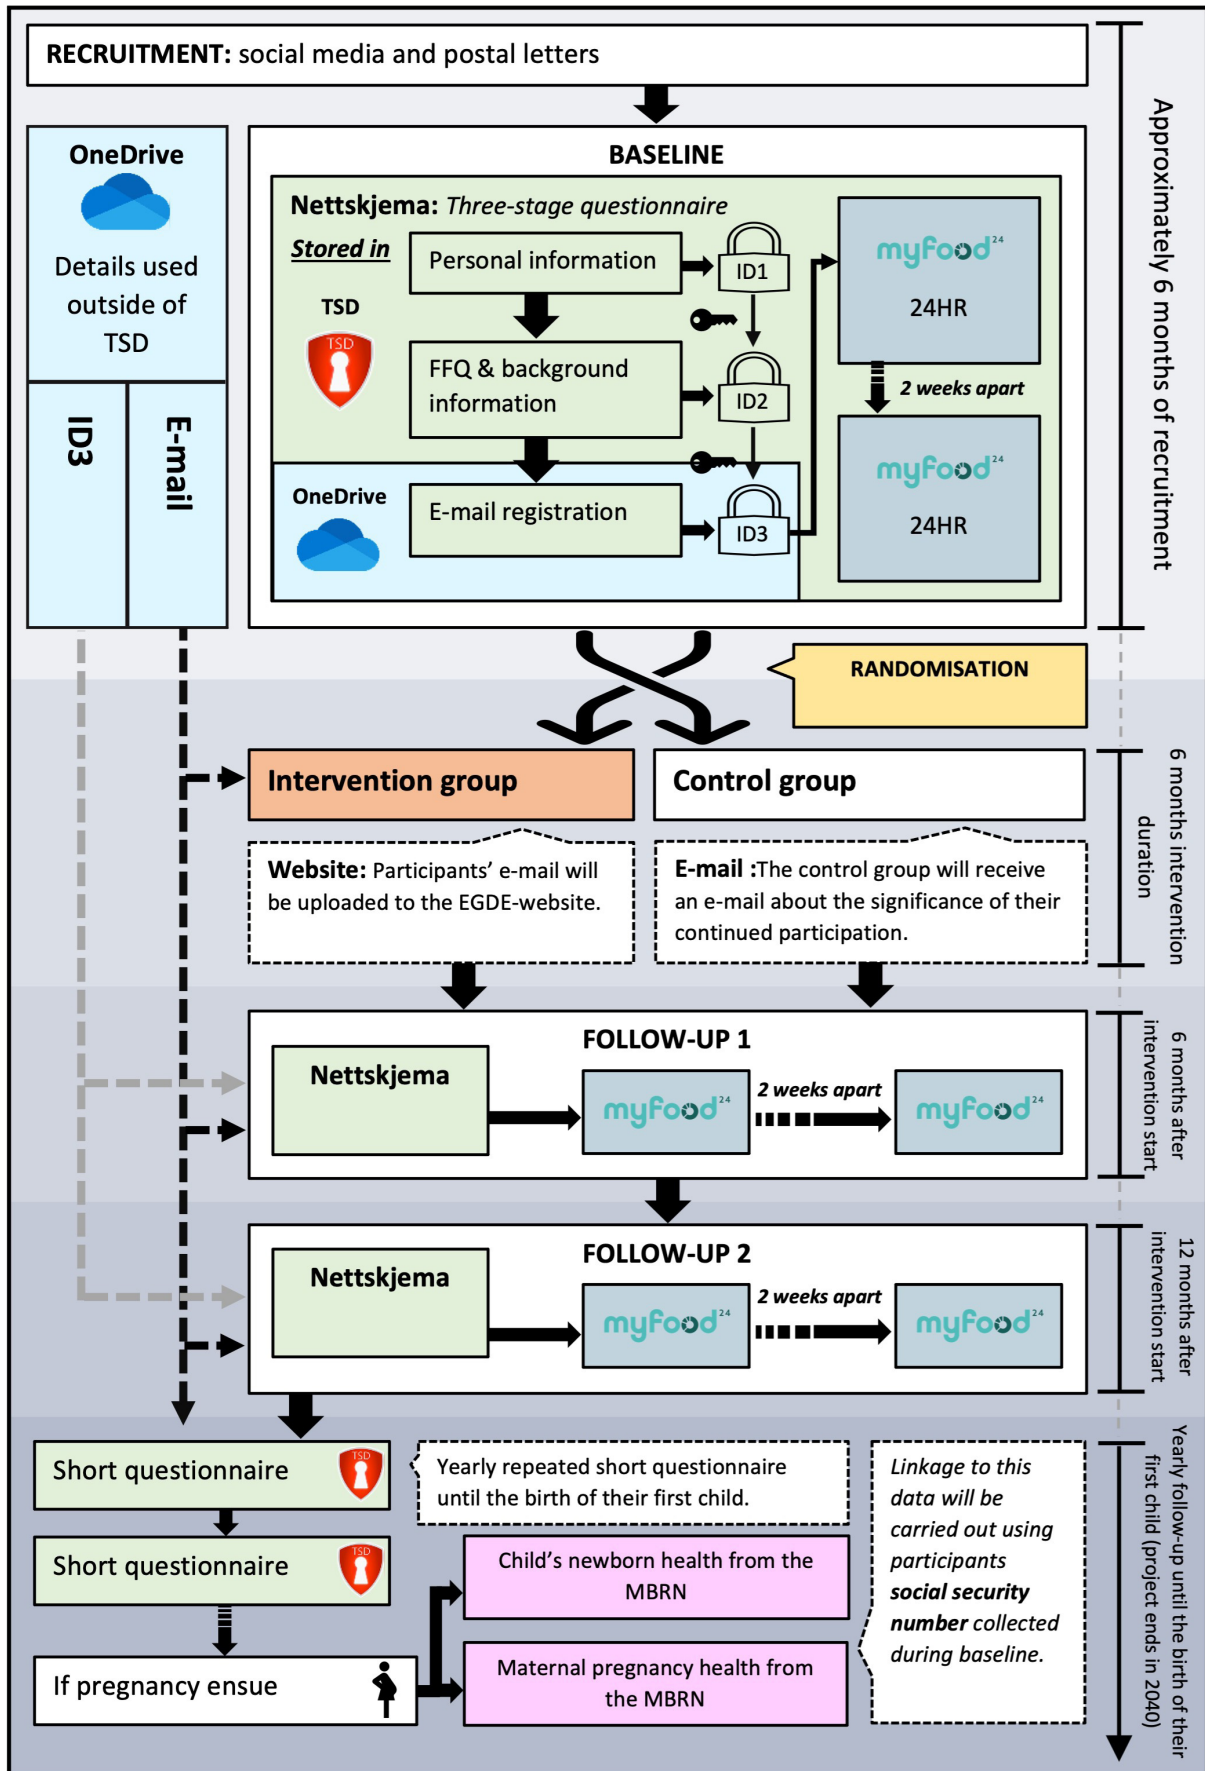 RECRUITMENT: social media and postal letters
OneDrive
Details used
outside of
TSD
ID3
E-mail
BASELINE
Nettskjema: Three-stage questionnaire
Stored in
TSD
TSD
Personal information
ID1
FFQ & background
information
ID2
OneDrive
E-mail registration
ID3
myfood24
24HR
2 weeks apart
myfood24
24HR
Approximately 6 months of recruitment
RANDOMISATION
Intervention group
Control group
Website: Participants’ e-mail will
be uploaded to the EGDE-website.
E-mail :The control group will receive
an e-mail about the significance of their
continued participation.
6 months intervention
duration
FOLLOW-UP 1
Nettskjema
myfood24
2 weeks apart
myfood24
6 months after
intervention start
FOLLOW-UP 2
Nettskjema
myfood24
2 weeks apart
myfood24
12 months after
intervention start
Short questionnaire
TSD
Yearly repeated short questionnaire
until the birth of their first child.
Short questionnaire
TSD
If pregnancy ensue
Child’s newborn health from the
MBRN
Maternal pregnancy health from
the MBRN
Linkage to this
data will be
carried out using
participants
social security
number collected
during baseline.
Yearly follow-up until the birth of their
first child (project ends in 2040)